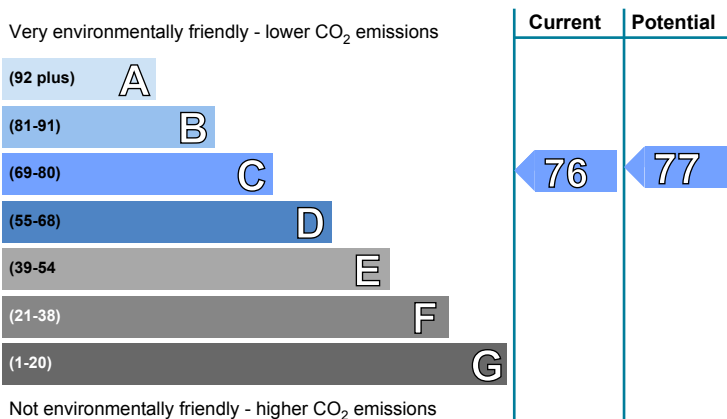 Current Potential
Very environmentally friendly - lower CO2 emissions
(92 plus) A
(81-91) B
(69-80) C 76 77
(55-68) D
(39-54 E
(21-38) F
(1-20) G
Not environmentally friendly - higher CO2 emissions